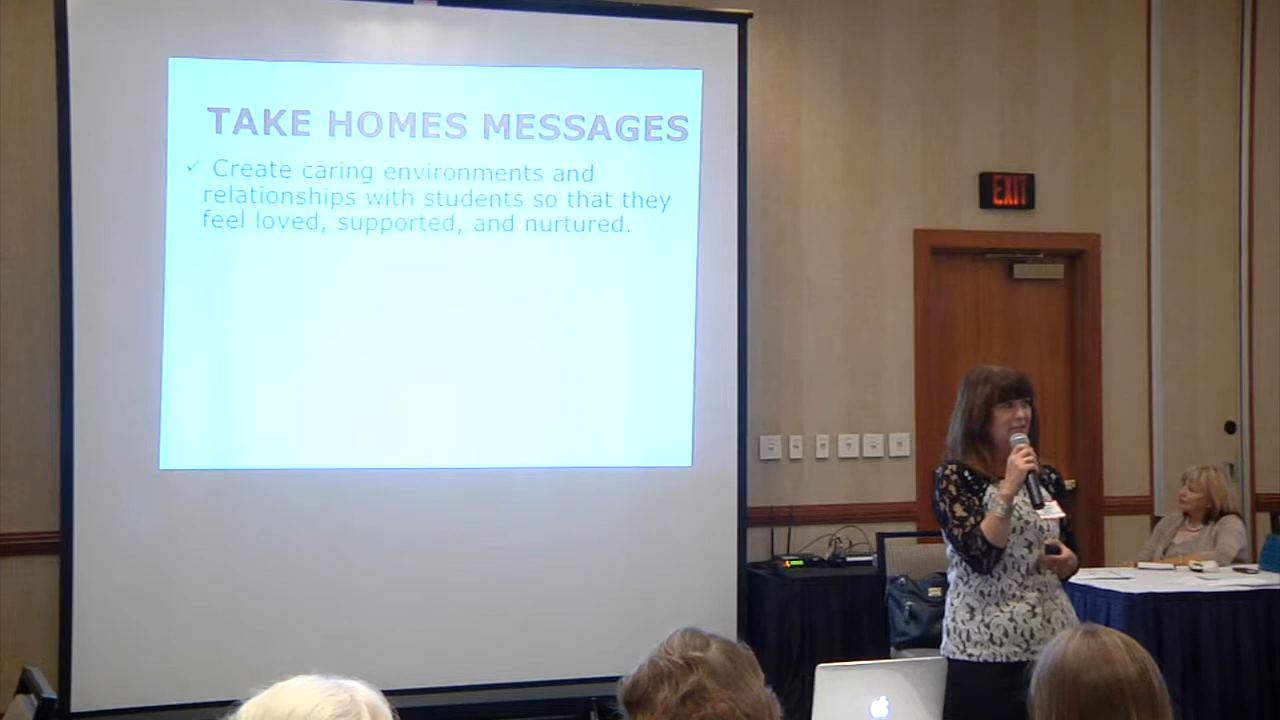 TAKE HOMES MESSAGES
✓ Create caring environments and
relationships with students so that they
feel loved, supported, and nurtured.
EXIT